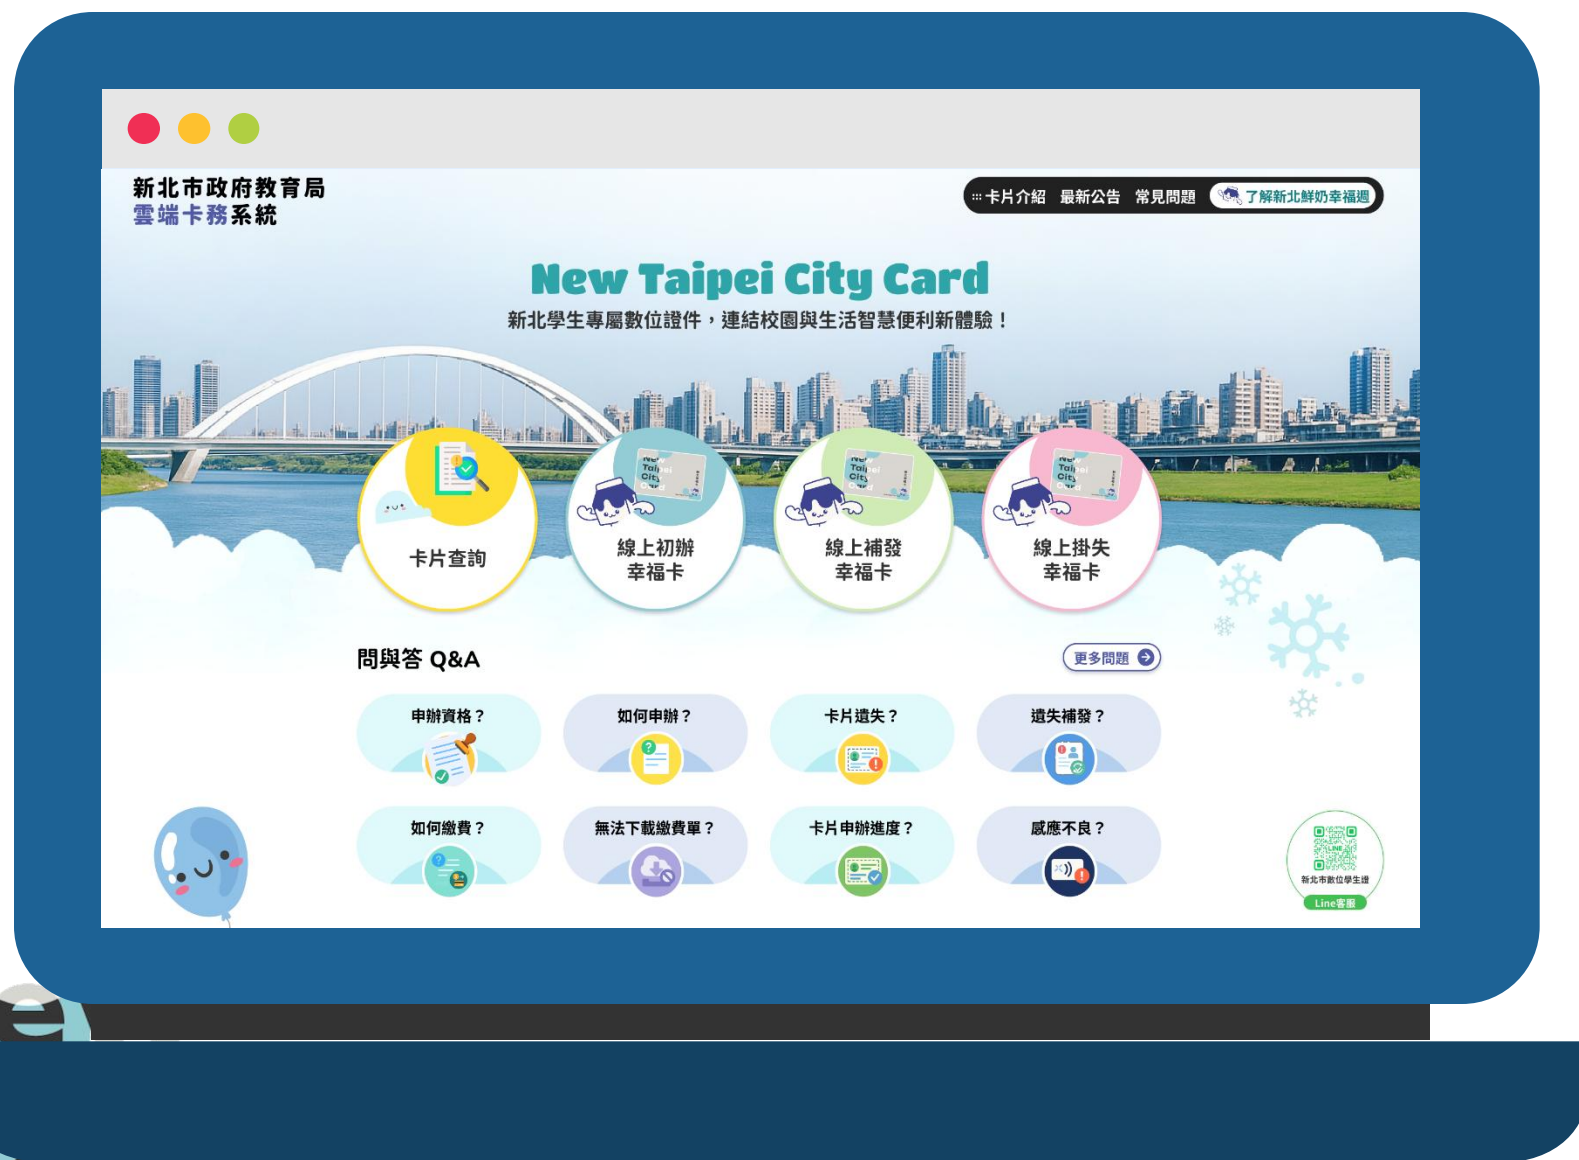 新北市政府教育局
雲端卡務系統
卡片介紹 最新公告 常見問題 了解新北鮮奶幸福週
New Taipei City Card
新北學生專屬數位證件，連結校園與生活智慧便利新體驗！
卡片查詢
線上初辦
幸福卡
線上補發
幸福卡
線上掛失
幸福卡
問與答 Q&A
更多問題
申辦資格？
如何申辦？
卡片遺失？
遺失補發？
如何繳費？
無法下載繳費單？
卡片申辦進度？
感應不良？
LINE
新北市數位學生證
Line客服